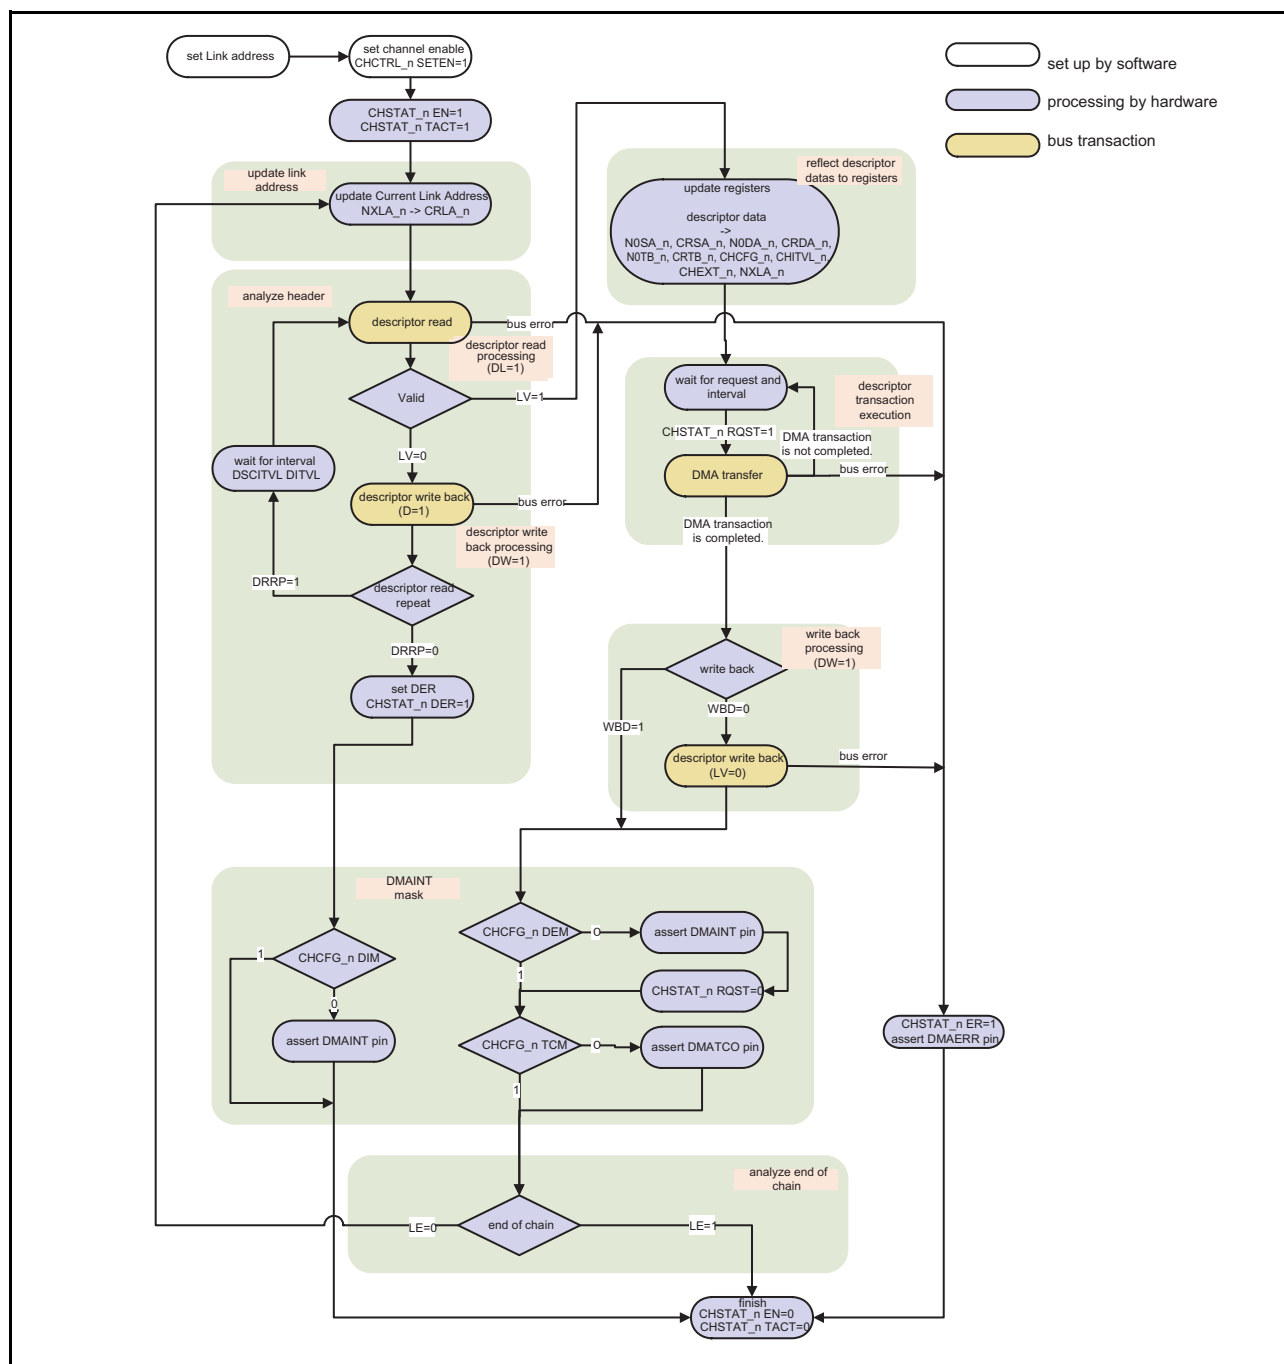 set Link address
set channel enable
CHCTRL_n SETEN=1
set up by software
processing by hardware
bus transaction
CHSTAT_n EN=1
CHSTAT_n TACT=1
update link
address
update Current Link Address
NXLA_n -> CRLA_n
reflect descriptor
datas to registers
update registers
descriptor data
->
N0SA_n, CRSA_n, N0DA_n, CRDA_n,
N0TB_n, CRTB_n, CHCFG_n, CHITVL_n,
CHEXT_n, NXLA_n
analyze header
descriptor read
bus error
descriptor read
processing
(DL=1)
Valid
LV=1
LV=0
wait for interval
DSCITVL DITVL
descriptor write back
(D=1)
bus error
descriptor write
back processing
(DW=1)
DRRP=1
descriptor read
repeat
DRRP=0
set DER
CHSTAT_n DER=1
wait for request and
interval
descriptor
transaction
execution
CHSTAT_n RQST=1
DMA transaction
is not completed.
DMA transfer
bus error
DMA transaction
is completed.
write back
processing
(DW=1)
write back
WBD=1
WBD=0
descriptor write back
(LV=0)
bus error
DMAINT
mask
CHCFG_n DIM
1
0
assert DMAINT pin
CHCFG_n DEM
0
assert DMAINT pin
1
CHSTAT_n RQST=0
CHCFG_n TCM
0
assert DMATCO pin
1
CHSTAT_n ER=1
assert DMAERR pin
analyze end of
chain
LE=0
end of chain
LE=1
finish
CHSTAT_n EN=0
CHSTAT_n TACT=0